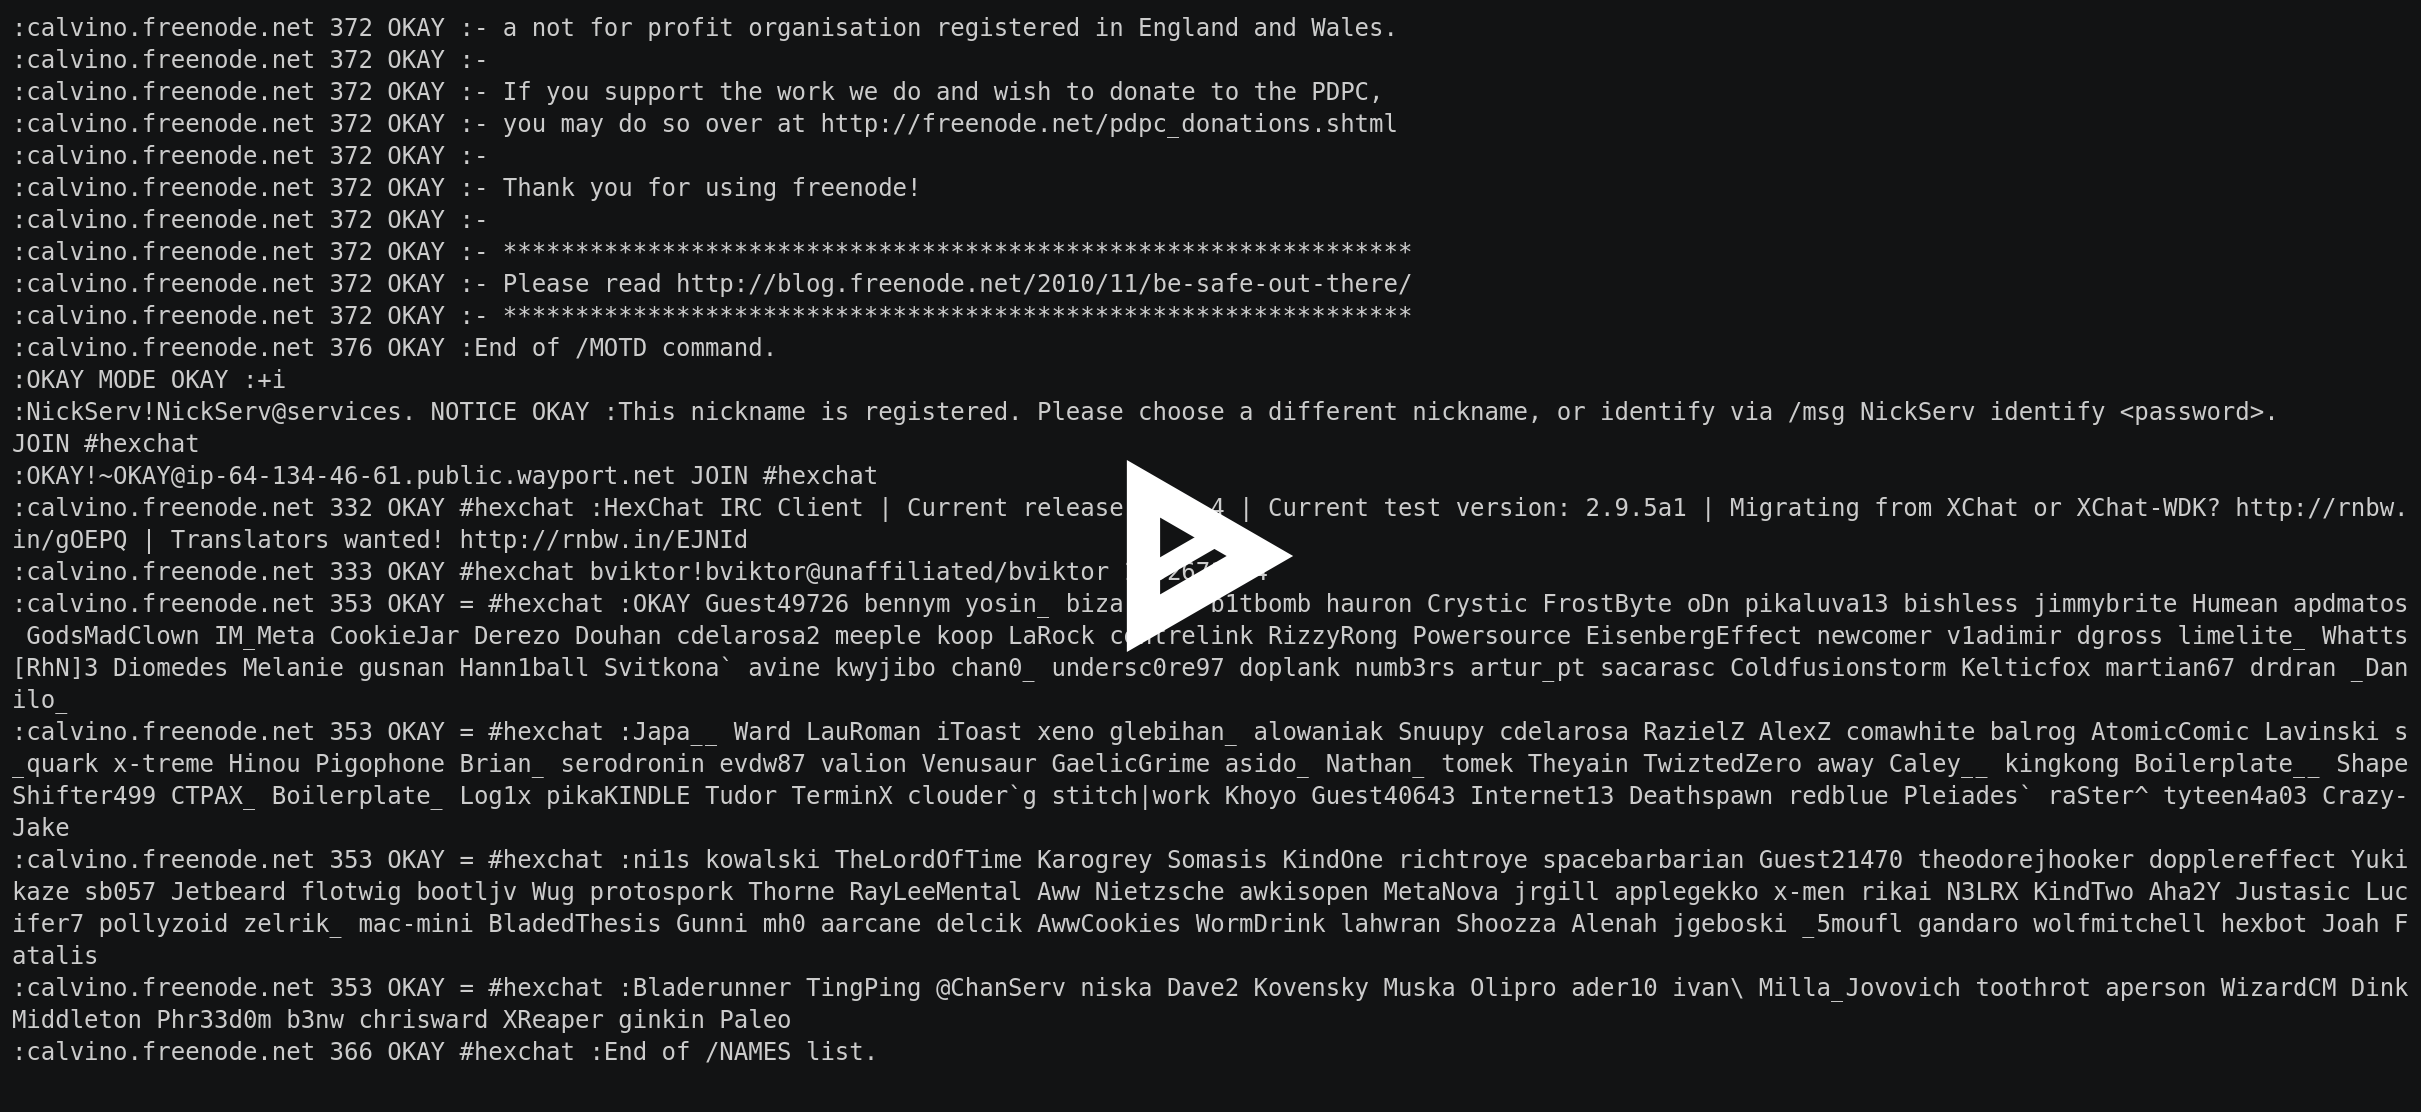 :calvino.freenode.net 372 OKAY :- a not for profit organisation registered in England and Wales.
:calvino.freenode.net 372 OKAY :-
:calvino.freenode.net 372 OKAY :- If you support the work we do and wish to donate to the PDPC,
:calvino.freenode.net 372 OKAY :- you may do so over at http://freenode.net/pdpc_donations.shtml
:calvino.freenode.net 372 OKAY :-
:calvino.freenode.net 372 OKAY :- Thank you for using freenode!
:calvino.freenode.net 372 OKAY :-
:calvino.freenode.net 372 OKAY :- ***************************************************************
:calvino.freenode.net 372 OKAY :- Please read http://blog.freenode.net/2010/11/be-safe-out-there/
:calvino.freenode.net 372 OKAY :- ***************************************************************
:calvino.freenode.net 376 OKAY :End of /MOTD command.
:OKAY MODE OKAY :+i
:NickServ!NickServ@services. NOTICE OKAY :This nickname is registered. Please choose a different nickname, or identify via /msg NickServ identify <password>.
JOIN #hexchat
:OKAY!~OKAY@ip-64-134-46-61.public.wayport.net JOIN #hexchat
:calvino.freenode.net 332 OKAY #hexchat :HexChat IRC Client | Current release | Current test version: 2.9.5a1 | Migrating from XChat or XChat-WDK? http://rnbw.
in/gOEPQ | Translators wanted! http://rnbw.in/EJNId
:calvino.freenode.net 333 OKAY #hexchat bviktor!bviktor@unaffiliated/bviktor
:calvino.freenode.net 353 OKAY = #hexchat :OKAY Guest49726 bennym yosin_ b1tbomb hauron Crystic FrostByte oDn pikaluva13 bishless jimmybrite Humean apdmatos
GodsMadClown IM_Meta CookieJar Derezo Douhan cdelarosa2 meeple koop LaRock RizzyRong Powersource EisenbergEffect newcomer v1adimir dgross limelite_ Whatts
[RhN]3 Diomedes Melanie gusnan Hann1ball Svitkona` avine kwyjibo chan0_ undersc0re97 doplank numb3rs artur_pt sacarasc Coldfusionstorm Kelticfox martian67 drdran _Dan
ilo_
:calvino.freenode.net 353 OKAY = #hexchat :Japa__ Ward LauRoman iToast xeno glebihan_ alowaniak Snuupy cdelarosa RazielZ AlexZ comawhite balrog AtomicComic Lavinski s
_quark x-treme Hinou Pigophone Brian_ serodronin evdw87 valion Venusaur GaelicGrime asido_ Nathan_ tomek Theyain TwiztedZero away Caley__ kingkong Boilerplate__ Shape
Shifter499 CTPAX_ Boilerplate_ Log1x pikaKINDLE Tudor TerminX clouder`g stitch|work Khoyo Guest40643 Internet13 Deathspawn redblue Pleiades` raSter^ tyteen4a03 Crazy-
Jake
:calvino.freenode.net 353 OKAY = #hexchat :ni1s kowalski TheLordOfTime Karogrey Somasis KindOne richtroye spacebarbarian Guest21470 theodorejhooker dopplereffect Yuki
kaze sb057 Jetbeard flotwig bootljv Wug protospork Thorne RayLeeMental Aww Nietzsche awkisopen MetaNova jrgill applegekko x-men rikai N3LRX KindTwo Aha2Y Justasic Luc
ifer7 pollyzoid zelrik_ mac-mini BladedThesis Gunni mh0 aarcane delcik AwwCookies WormDrink lahwran Shoozza Alenah jgeboski _5moufl gandaro wolfmitchell hexbot Joah F
atalis
:calvino.freenode.net 353 OKAY = #hexchat :Bladerunner TingPing @ChanServ niska Dave2 Kovensky Muska Olipro ader10 ivan\ Milla_Jovovich toothrot aperson WizardCM Dink
Middleton Phr33d0m b3nw chrisward XReaper ginkin Paleo
:calvino.freenode.net 366 OKAY #hexchat :End of /NAMES list.